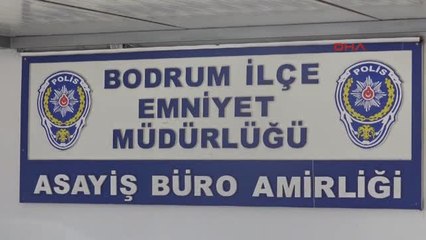 DHA
POLİS
POLİS
BODRUM İLÇE
EMNİYET
MÜDÜRLÜĞÜ
ASAYİŞ BÜRO AMİRLİĞİ